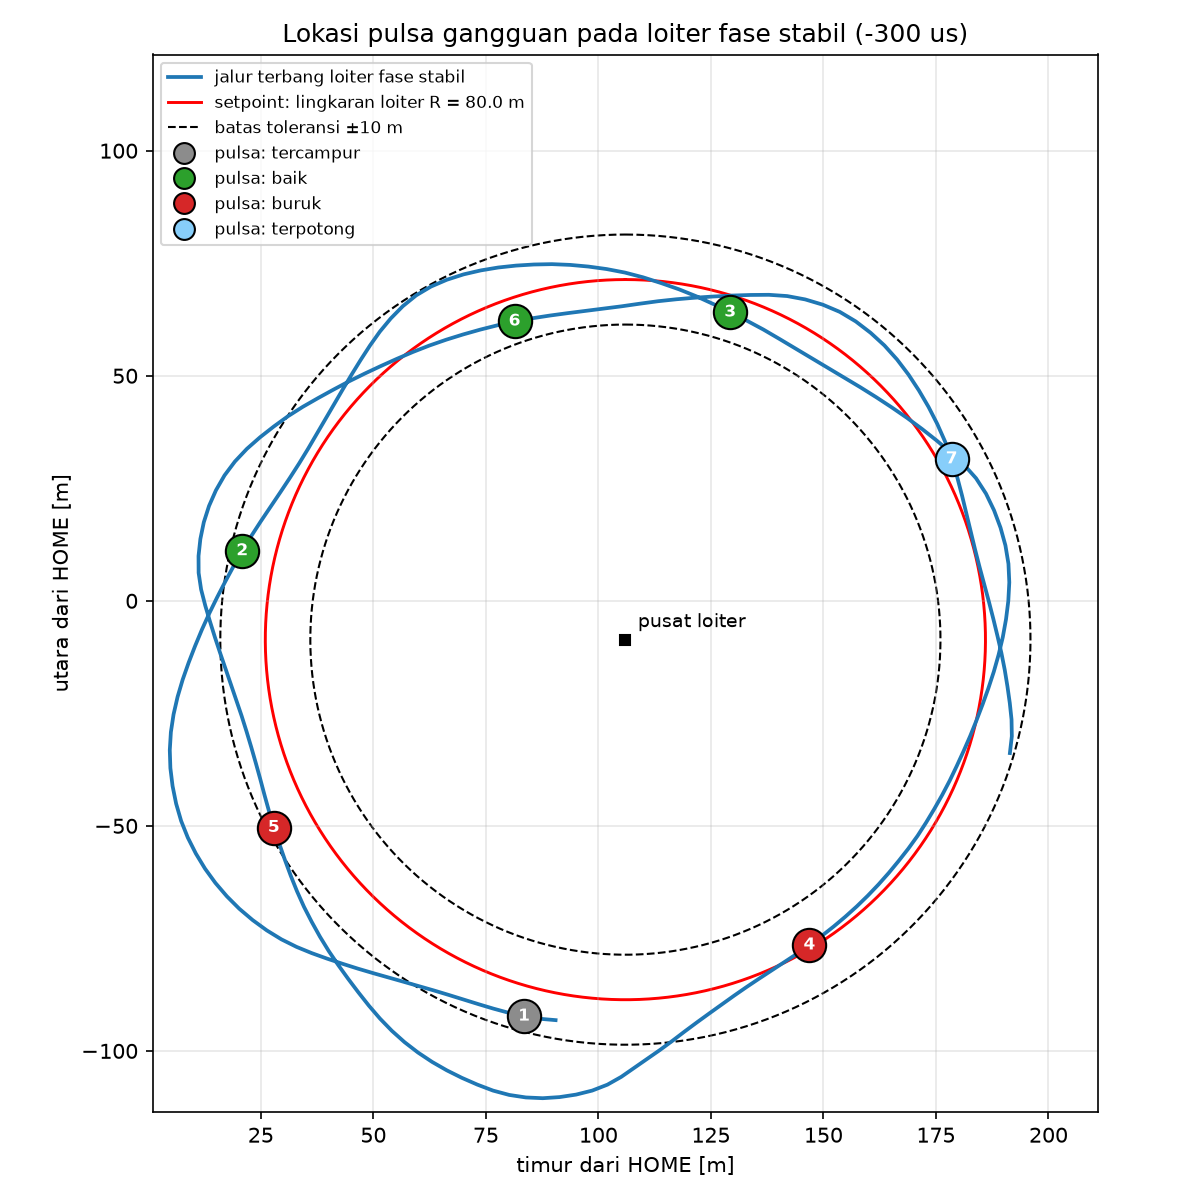 Lokasi pulsa gangguan pada loiter fase stabil (-300 us)
jalur terbang loiter fase stabil
setpoint: lingkaran loiter R = 80.0 m
batas toleransi ±10 m
pulsa: tercampur
pulsa: baik
pulsa: buruk
pulsa: terpotong
100
50
0
−50
−100
utara dari HOME [m]
6
3
7
2
pusat loiter
5
4
1
25
50
75
100
125
150
175
200
timur dari HOME [m]